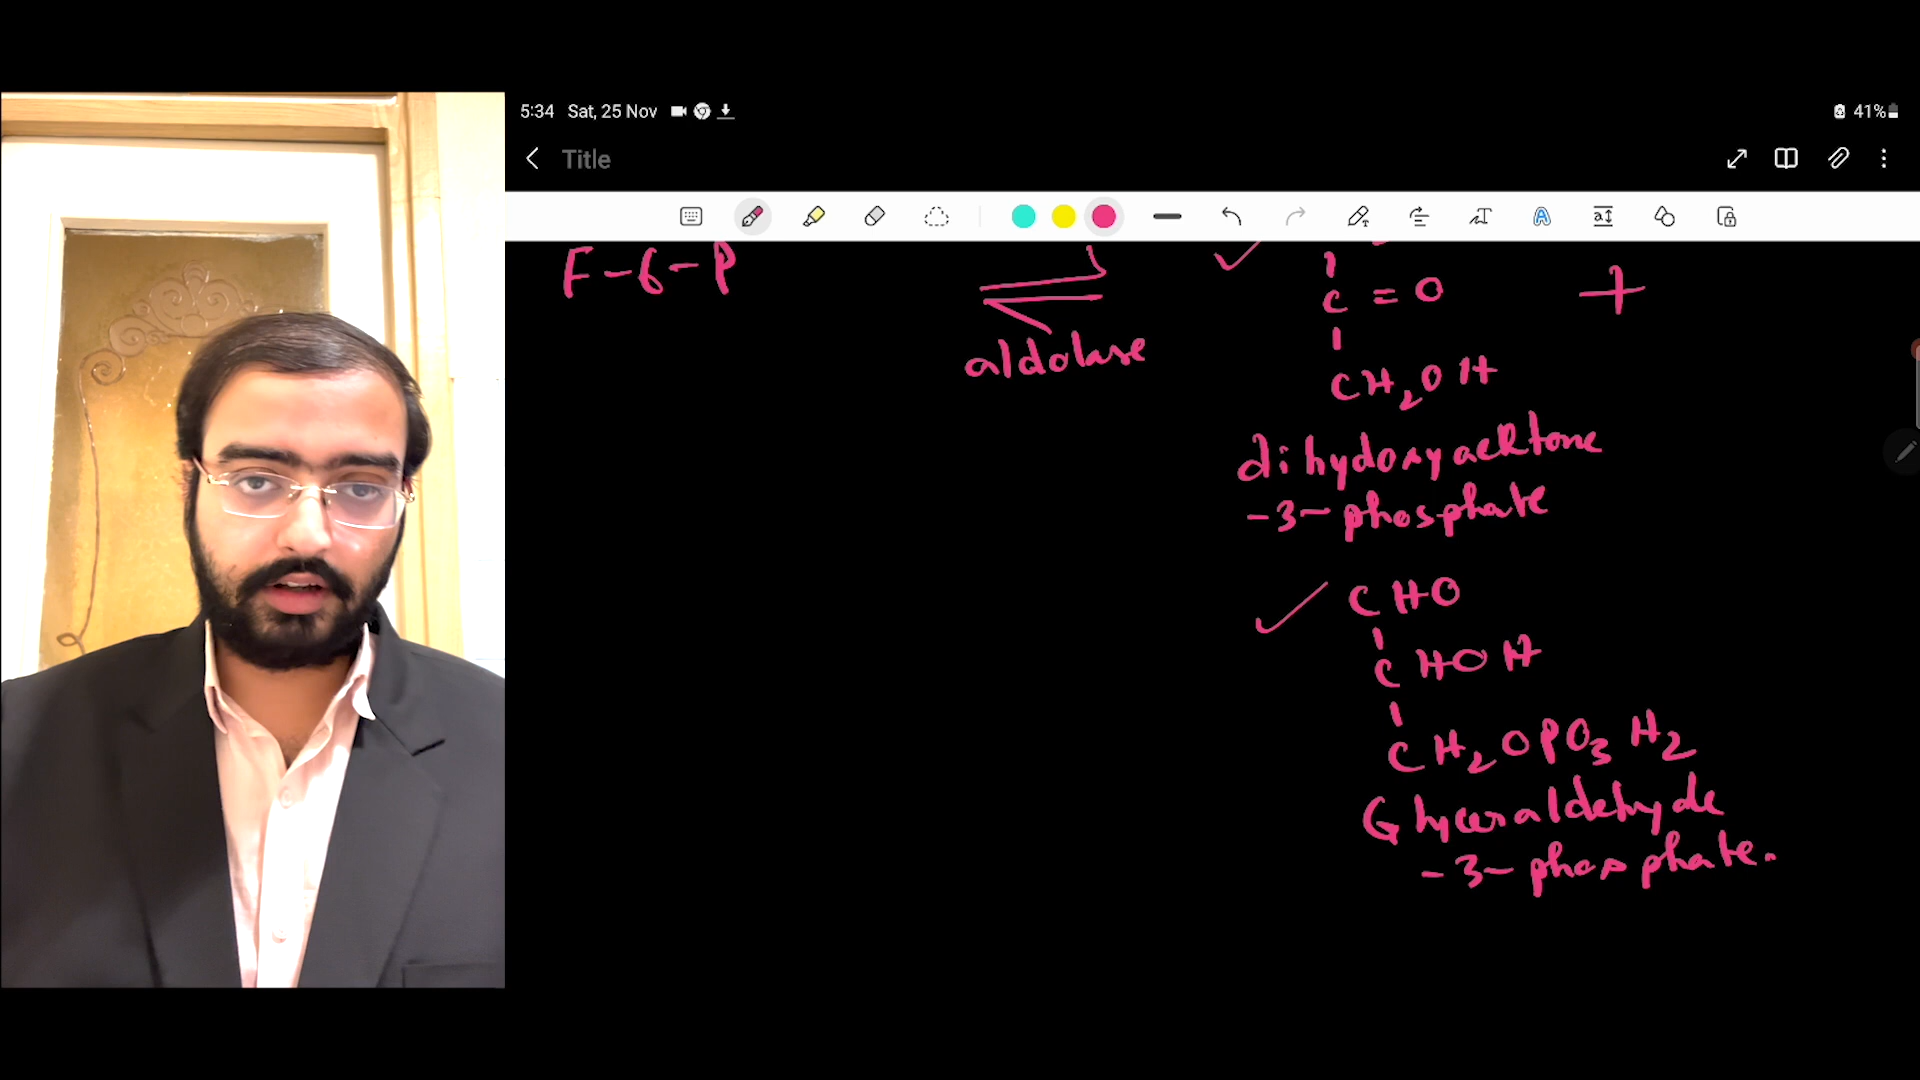 5:34 Sat, 25 Nov 41%
Title
F-6-P
C = O
+
aldolase
CH2OH
dihydoxyacetone
-3-phosphate
CHO
CHOH
CH2OPO3H2
Glyceraldehyde
-3-phosphate.